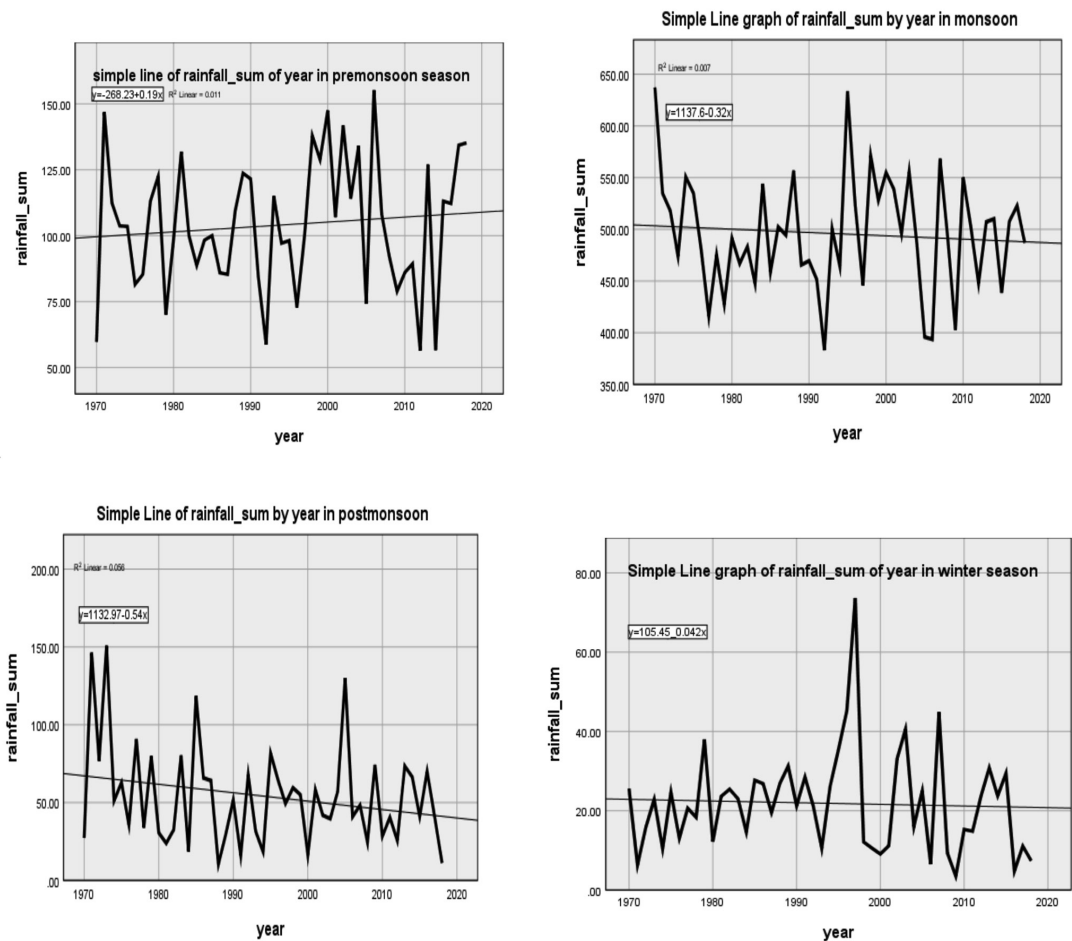 simple line of rainfall_sum of year in premonsoon season
y=-268.23+0.19x R² Linear = 0.011
150.00
125.00
100.00
75.00
50.00
rainfall_sum
1970 1980 1990 2000 2010 2020
year
Simple Line graph of rainfall_sum by year in monsoon
R² Linear = 0.007
y=1137.6-0.32x
650.00
600.00
550.00
500.00
450.00
400.00
350.00
rainfall_sum
1970 1980 1990 2000 2010 2020
year
Simple Line of rainfall_sum by year in postmonsoon
R² Linear = 0.056
y=1132.97-0.54x
200.00
150.00
100.00
50.00
.00
rainfall_sum
1970 1980 1990 2000 2010 2020
year
Simple Line graph of rainfall_sum of year in winter season
y=105.45_0.042x
80.00
60.00
40.00
20.00
.00
rainfall_sum
1970 1980 1990 2000 2010 2020
year